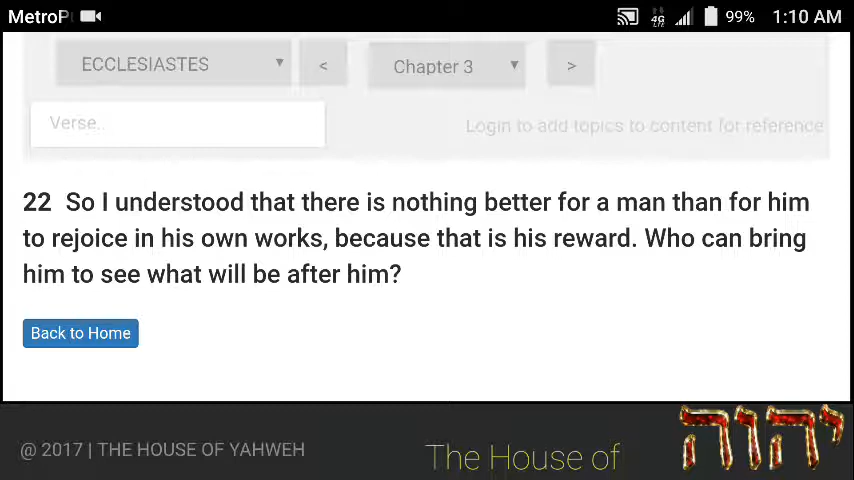 MetroP 4G LTE 99% 1:10 AM
ECCLESIASTES < Chapter 3 >
Verse...
Login to add topics to content for reference
22 So I understood that there is nothing better for a man than for him
to rejoice in his own works, because that is his reward. Who can bring
him to see what will be after him?
Back to Home
@ 2017 | THE HOUSE OF YAHWEH
The House of יהוה